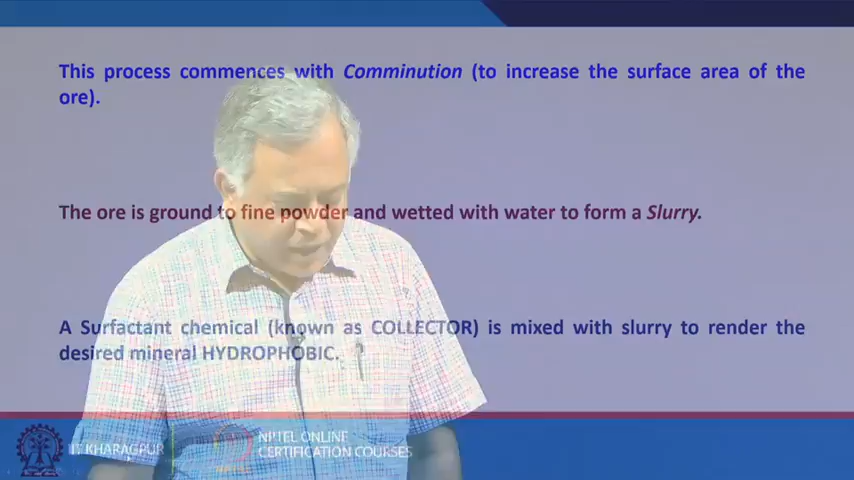 This process commences with Comminution (to increase the surface area of the
ore).
The ore is ground to fine powder and wetted with water to form a Slurry.
A Surfactant chemical (known as COLLECTOR) is mixed with slurry to render the
desired mineral HYDROPHOBIC.
IIT KHARAGPUR
NPTEL ONLINE
CERTIFICATION COURSES